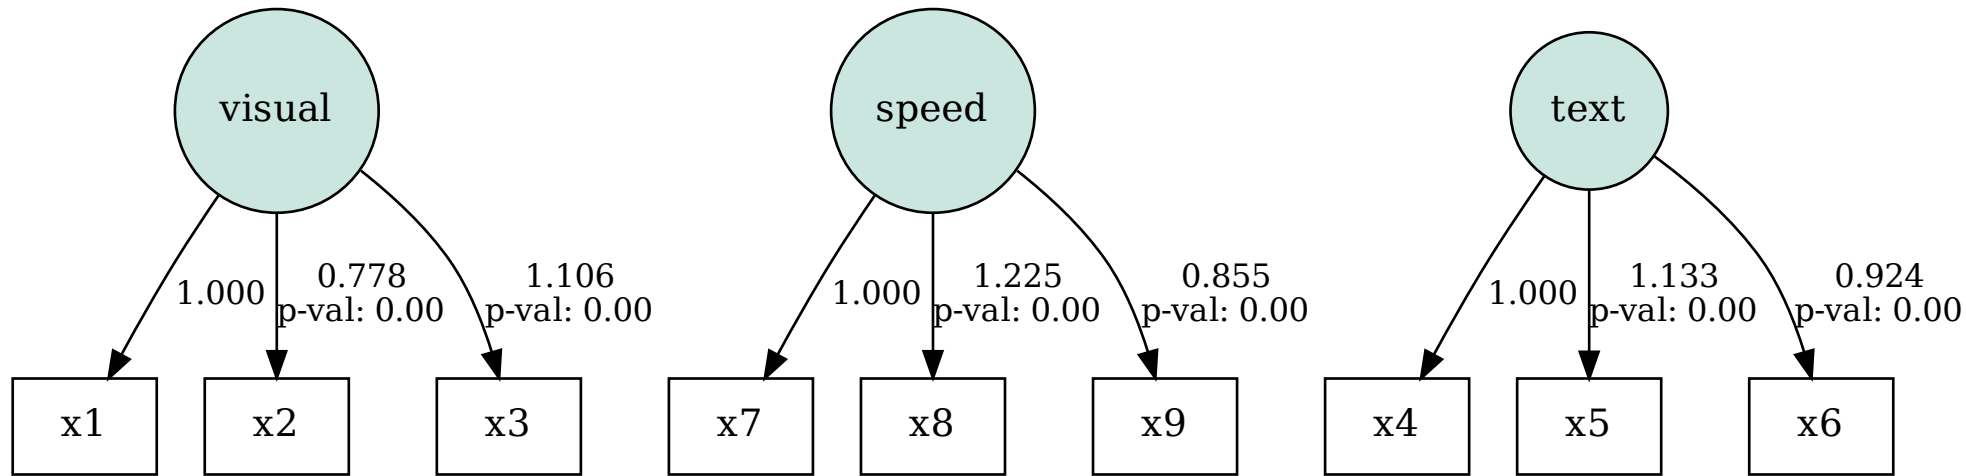 visual
speed
text
1.000
0.778
p-val: 0.00
1.106
p-val: 0.00
1.000
1.225
p-val: 0.00
0.855
p-val: 0.00
1.000
1.133
p-val: 0.00
0.924
p-val: 0.00
x1
x2
x3
x7
x8
x9
x4
x5
x6